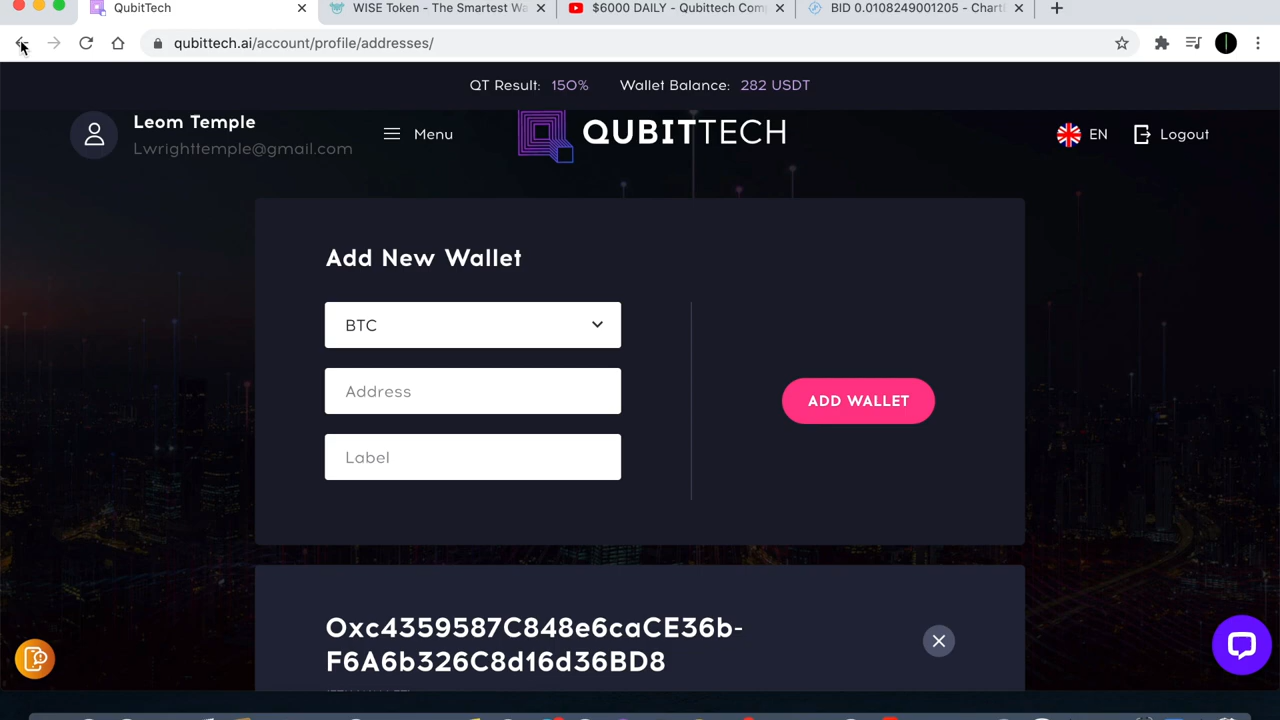 QubitTech
WISE Token - The Smartest Wa
$6000 DAILY - Qubittech Com
BID 0.0108249001205 - Charti
qubittech.ai/account/profile/addresses/
QT Result: 150% Wallet Balance: 282 USDT
Leom Temple
Lwrighttemple@gmail.com
Menu
QUBITTECH
EN
Logout
Add New Wallet
BTC
Address
Label
ADD WALLET
0xc4359587C848e6caCE36b-
F6A6b326C8d16d36BD8